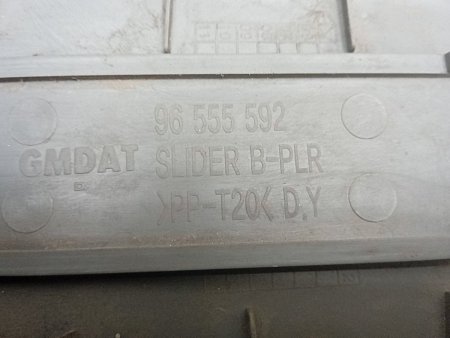 96 555 592
GMDAT SLIDER B-PLR
D >PP-T20< D.Y